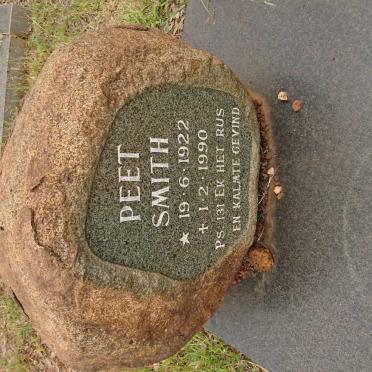 PEET
SMITH
★ 19·6·1922
+ 1·2·1990
PS. 131 EK HET RUS
EN KALMTE GEVIND